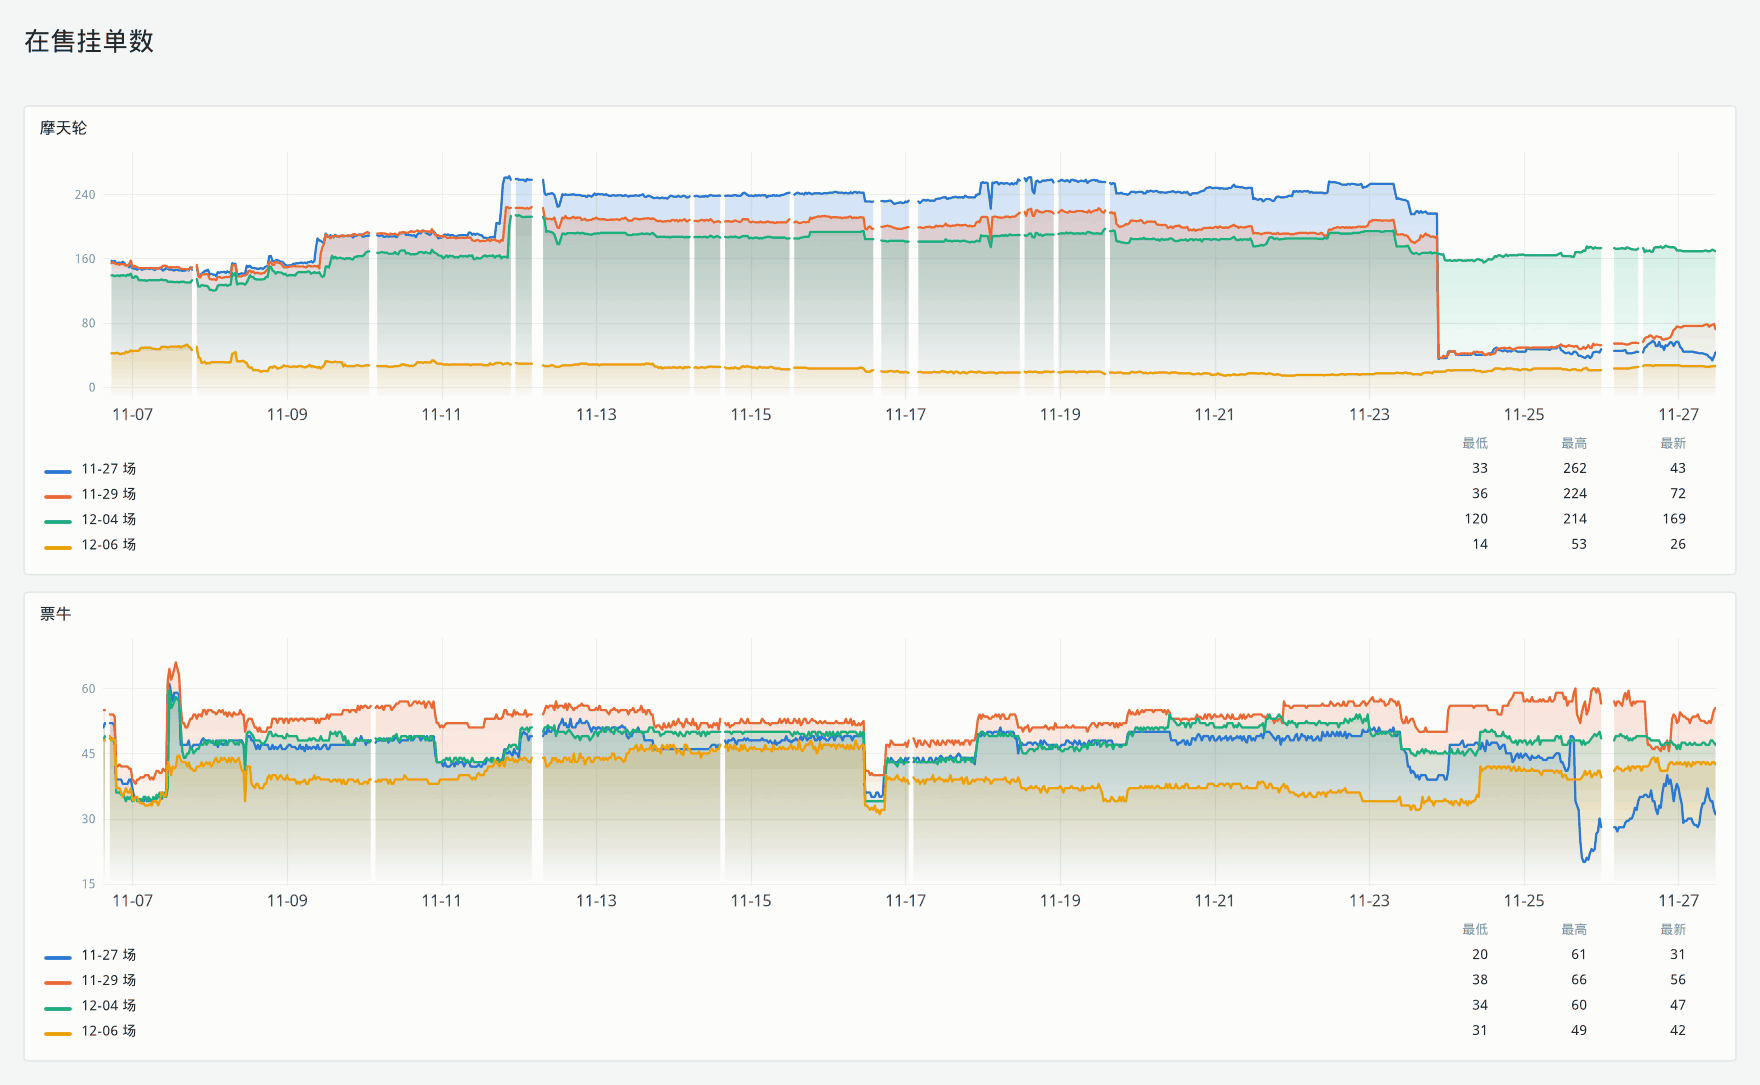 在售挂单数
摩天轮
240
160
80
0
11-07 11-09 11-11 11-13 11-15 11-17 11-19 11-21 11-23 11-25 11-27
最低 最高 最新
11-27 场 33 262 43
11-29 场 36 224 72
12-04 场 120 214 169
12-06 场 14 53 26
票牛
60
45
30
15
11-07 11-09 11-11 11-13 11-15 11-17 11-19 11-21 11-23 11-25 11-27
最低 最高 最新
11-27 场 20 61 31
11-29 场 38 66 56
12-04 场 34 60 47
12-06 场 31 49 42